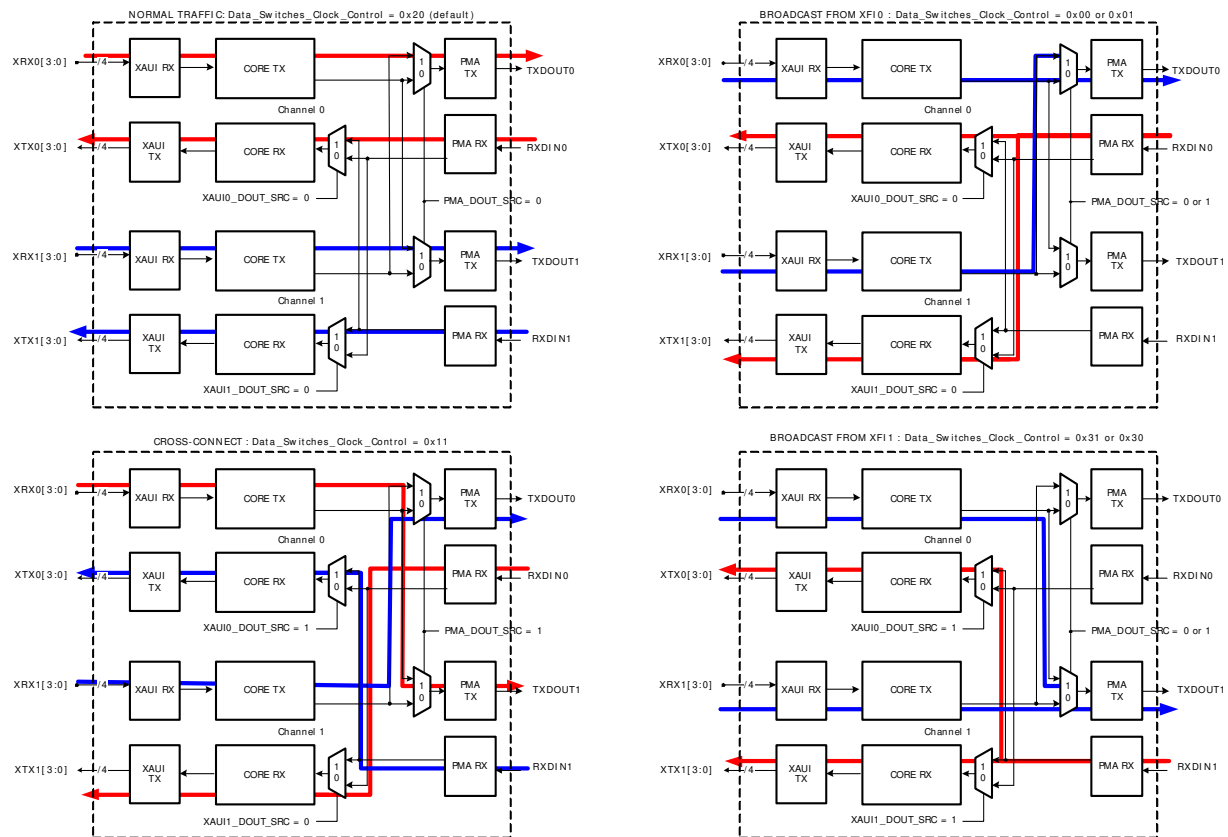 NORMAL TRAFFIC: Data_Switches_Clock_Control = 0x20 (default)
XRX0[3:0]
/4
XAUI RX
CORE TX
1
0
PMA
TX
TXDOUT0
Channel 0
XTX0[3:0]
/4
XAUI
TX
CORE RX
1
0
PMA RX
RXDIN0
XAUI0_DOUT_SRC = 0
PMA_DOUT_SRC = 0
XRX1[3:0]
/4
XAUI RX
CORE TX
1
0
PMA
TX
TXDOUT1
Channel 1
XTX1[3:0]
/4
XAUI
TX
CORE RX
1
0
PMA RX
RXDIN1
XAUI1_DOUT_SRC = 0
BROADCAST FROM XFI0 : Data_Switches_Clock_Control = 0x00 or 0x01
XRX0[3:0]
/4
XAUI RX
CORE TX
1
0
PMA
TX
TXDOUT0
Channel 0
XTX0[3:0]
/4
XAUI
TX
CORE RX
1
0
PMA RX
RXDIN0
XAUI0_DOUT_SRC = 0
PMA_DOUT_SRC = 0 or 1
XRX1[3:0]
/4
XAUI RX
CORE TX
1
0
PMA
TX
TXDOUT1
Channel 1
XTX1[3:0]
/4
XAUI
TX
CORE RX
1
0
PMA RX
RXDIN1
XAUI1_DOUT_SRC = 0
CROSS-CONNECT : Data_Switches_Clock_Control = 0x11
XRX0[3:0]
/4
XAUI RX
CORE TX
1
0
PMA
TX
TXDOUT0
Channel 0
XTX0[3:0]
/4
XAUI
TX
CORE RX
1
0
PMA RX
RXDIN0
XAUI0_DOUT_SRC = 1
PMA_DOUT_SRC = 1
XRX1[3:0]
/4
XAUI RX
CORE TX
1
0
PMA
TX
TXDOUT1
Channel 1
XTX1[3:0]
/4
XAUI
TX
CORE RX
1
0
PMA RX
RXDIN1
XAUI1_DOUT_SRC = 0
BROADCAST FROM XFI1 : Data_Switches_Clock_Control = 0x31 or 0x30
XRX0[3:0]
/4
XAUI RX
CORE TX
1
0
PMA
TX
TXDOUT0
Channel 0
XTX0[3:0]
/4
XAUI
TX
CORE RX
1
0
PMA RX
RXDIN0
XAUI0_DOUT_SRC = 1
PMA_DOUT_SRC = 0 or 1
XRX1[3:0]
/4
XAUI RX
CORE TX
1
0
PMA
TX
TXDOUT1
Channel 1
XTX1[3:0]
/4
XAUI
TX
CORE RX
1
0
PMA RX
RXDIN1
XAUI1_DOUT_SRC = 1